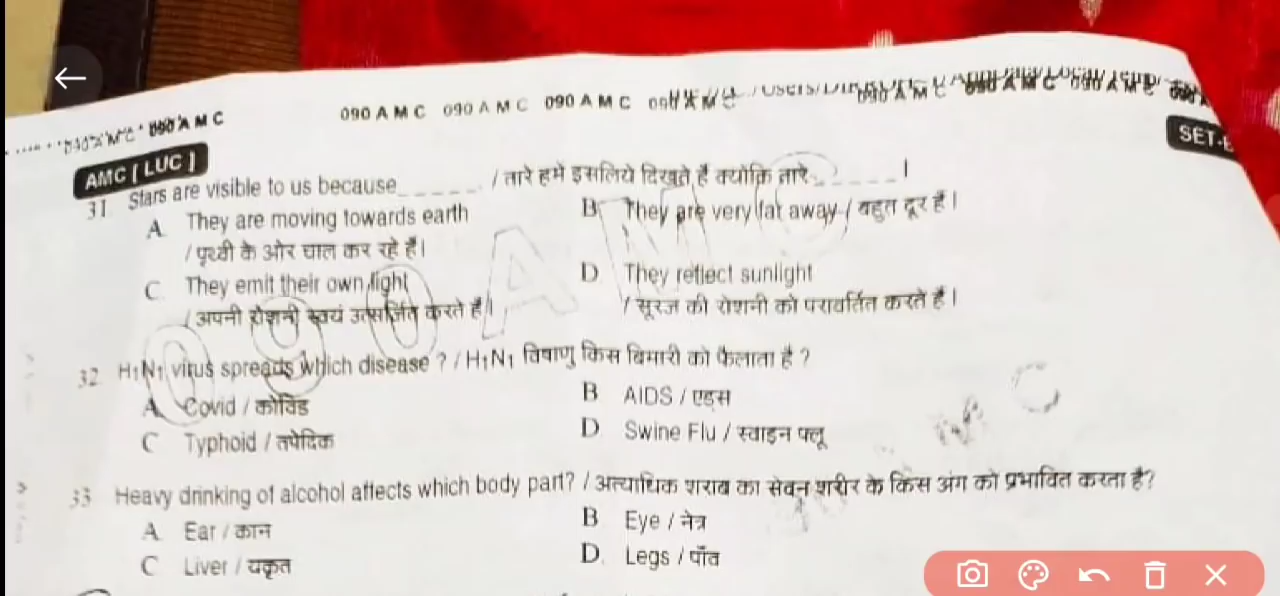 090 A M C 090 A M C 090 A M C 090 A M C
090 A M C
SET-E
AMC [ LUC ]
31 Stars are visible to us because______. / तारे हमें इसलिये दिखते हैं क्योंकि तारे ______।
A They are moving towards earth
/ पृथ्वी के ओर चाल कर रहे हैं।
B They are very far away / बहुत दूर हैं।
C They emit their own light
/ अपनी रोशनी स्वयं उत्सर्जित करते हैं।
D They reflect sunlight
/ सूरज की रोशनी को परावर्तित करते हैं।
32 H₁N₁ virus spreads which disease ? / H₁N₁ विषाणु किस बिमारी को फैलाता है ?
A Covid / कोविड
B AIDS / एड्स
C Typhoid / तपेदिक
D Swine Flu / स्वाइन फ्लू
33 Heavy drinking of alcohol affects which body part? / अत्याधिक शराब का सेवन शरीर के किस अंग को प्रभावित करता है?
A Ear / कान
B Eye / नेत्र
C Liver / यकृत
D. Legs / पाँव